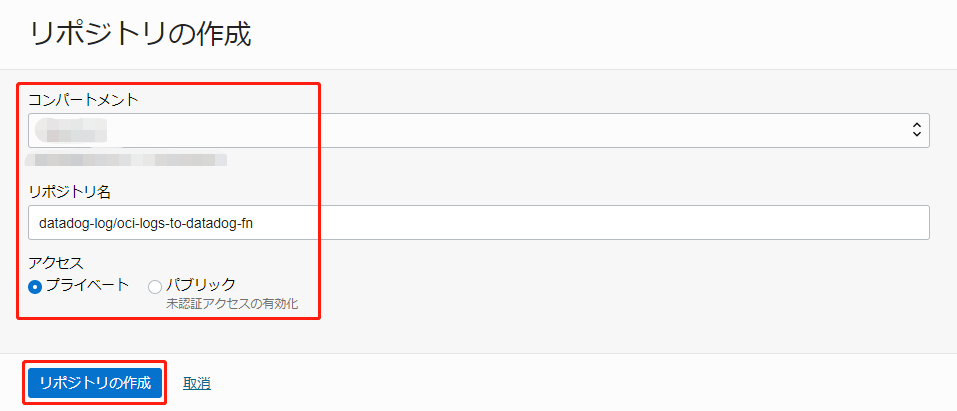 リポジトリの作成
コンパートメント
リポジトリ名
datadog-log/oci-logs-to-datadog-fn
アクセス
プライベート パブリック
未認証アクセスの有効化
リポジトリの作成 取消